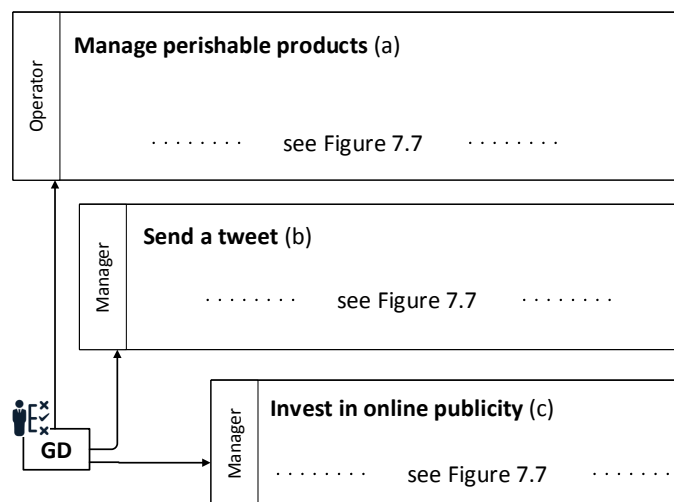 Manage perishable products (a)
Operator
· · · · · · · · see Figure 7.7 · · · · · · · ·
Send a tweet (b)
Manager
· · · · · · · · see Figure 7.7 · · · · · · · ·
Invest in online publicity (c)
GD
Manager
· · · · · · · · see Figure 7.7 · · · · · · · ·